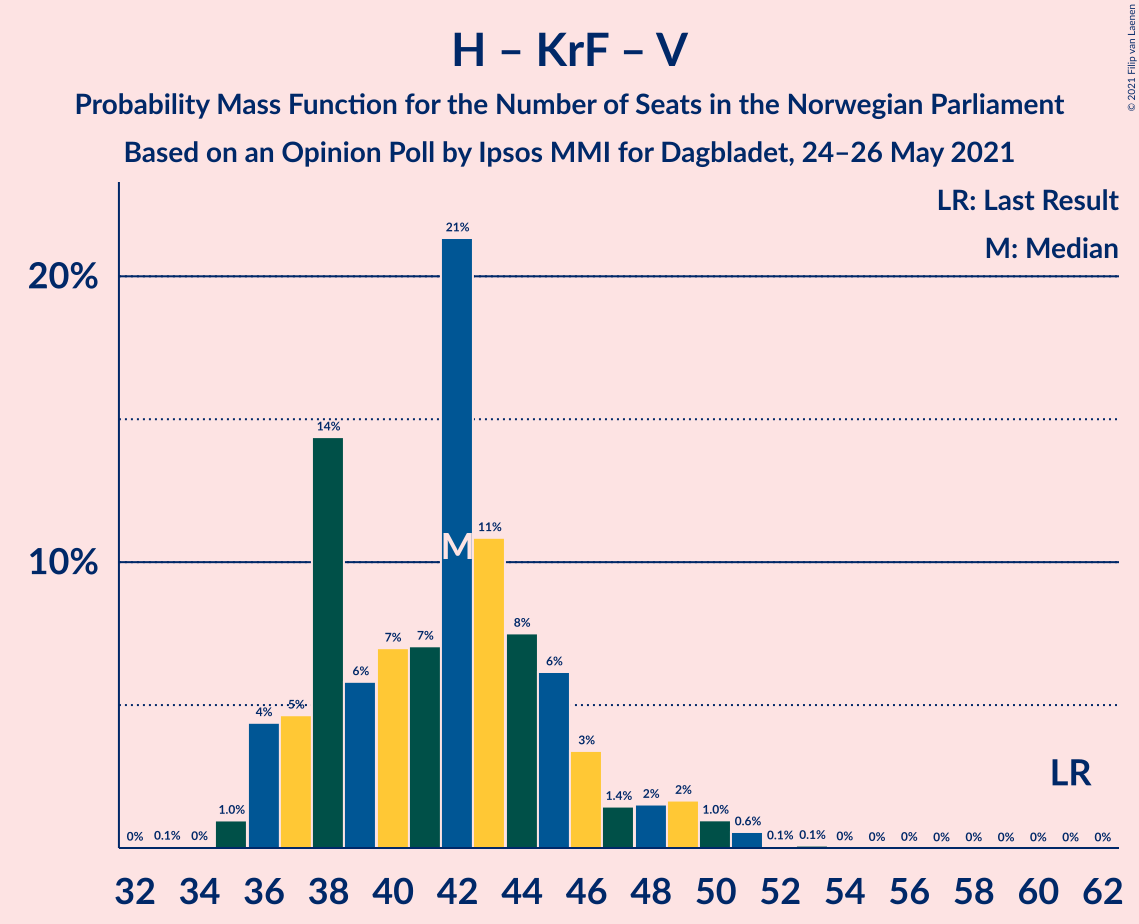 H – KrF – V
Probability Mass Function for the Number of Seats in the Norwegian Parliament
Based on an Opinion Poll by Ipsos MMI for Dagbladet, 24–26 May 2021
© 2021 Filip van Laenen
LR: Last Result
M: Median
20%
10%
0% 0.1% 0% 1.0% 4% 5% 14% 6% 7% 7% 21% 11% 8% 6% 3% 1.4% 2% 2% 1.0% 0.6% 0.1% 0.1% 0% 0% 0% 0% 0% 0% 0% 0% 0%
M
LR
32 34 36 38 40 42 44 46 48 50 52 54 56 58 60 62